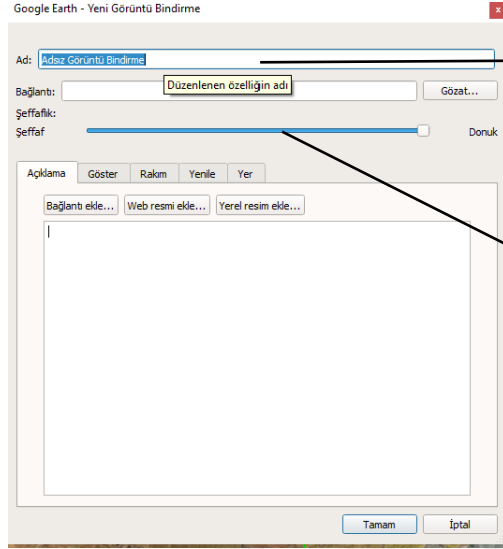 Google Earth - Yeni Görüntü Bindirme
x
Ad: Adsız Görüntü Bindirme
Düzenlenen özelliğin adı
Bağlantı: Gözat...
Şeffaflık:
Şeffaf Donuk
Açıklama Göster Rakım Yenile Yer
Bağlantı ekle... Web resmi ekle... Yerel resim ekle...
Tamam İptal